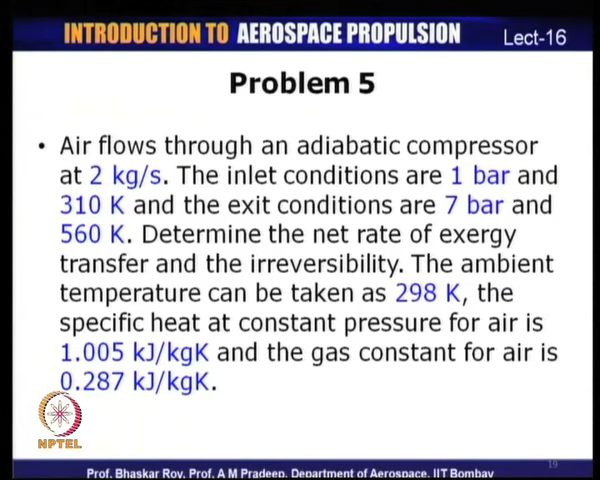 INTRODUCTION TO AEROSPACE PROPULSION Lect-16
Problem 5
• Air flows through an adiabatic compressor
at 2 kg/s. The inlet conditions are 1 bar and
310 K and the exit conditions are 7 bar and
560 K. Determine the net rate of exergy
transfer and the irreversibility. The ambient
temperature can be taken as 298 K, the
specific heat at constant pressure for air is
1.005 kJ/kgK and the gas constant for air is
0.287 kJ/kgK.
NPTEL
19
Prof. Bhaskar Roy, Prof. A M Pradeep, Department of Aerospace, IIT Bombay